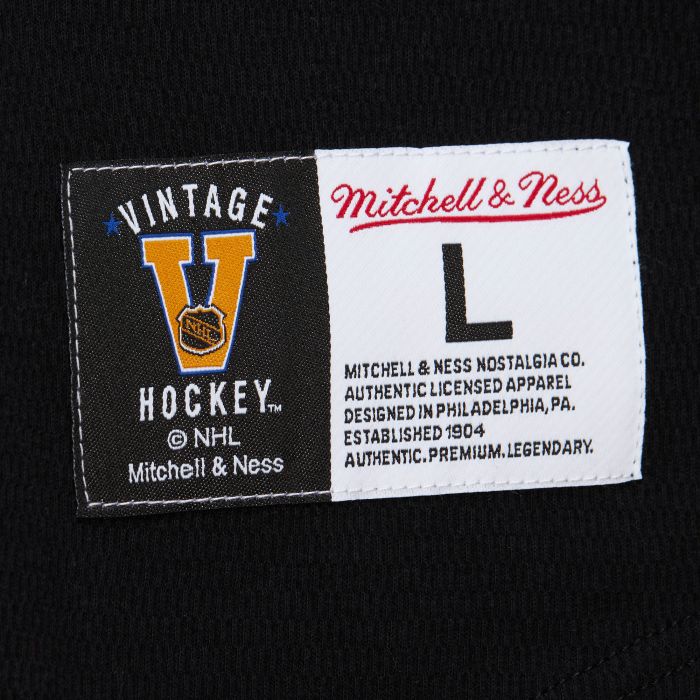 VINTAGE
V
NHL
HOCKEY™
© NHL
Mitchell & Ness
Mitchell & Ness
L
MITCHELL & NESS NOSTALGIA CO.
AUTHENTIC LICENSED APPAREL
DESIGNED IN PHILADELPHIA, PA.
ESTABLISHED 1904
AUTHENTIC. PREMIUM. LEGENDARY.